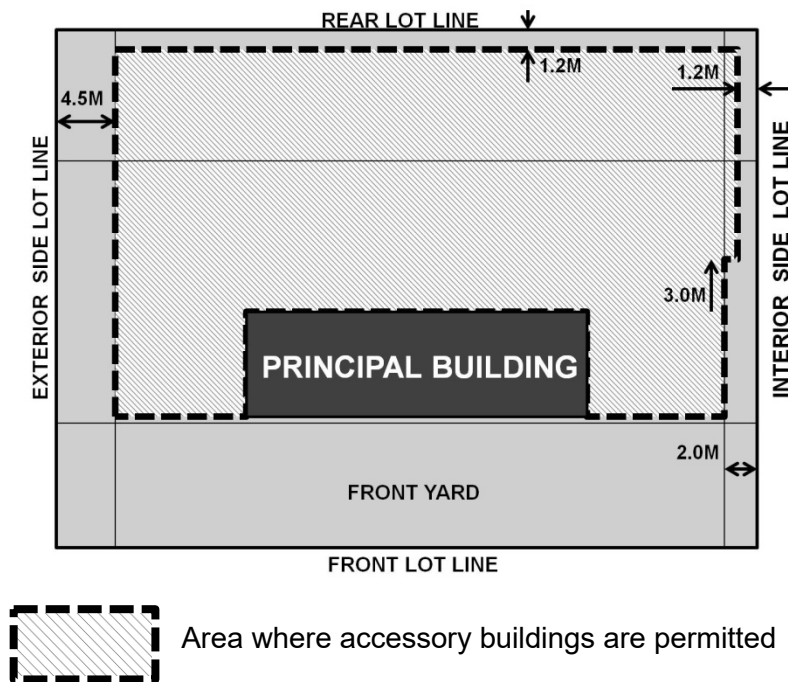 REAR LOT LINE
1.2M
1.2M
4.5M
EXTERIOR SIDE LOT LINE
INTERIOR SIDE LOT LINE
3.0M
PRINCIPAL BUILDING
2.0M
FRONT YARD
FRONT LOT LINE
Area where accessory buildings are permitted